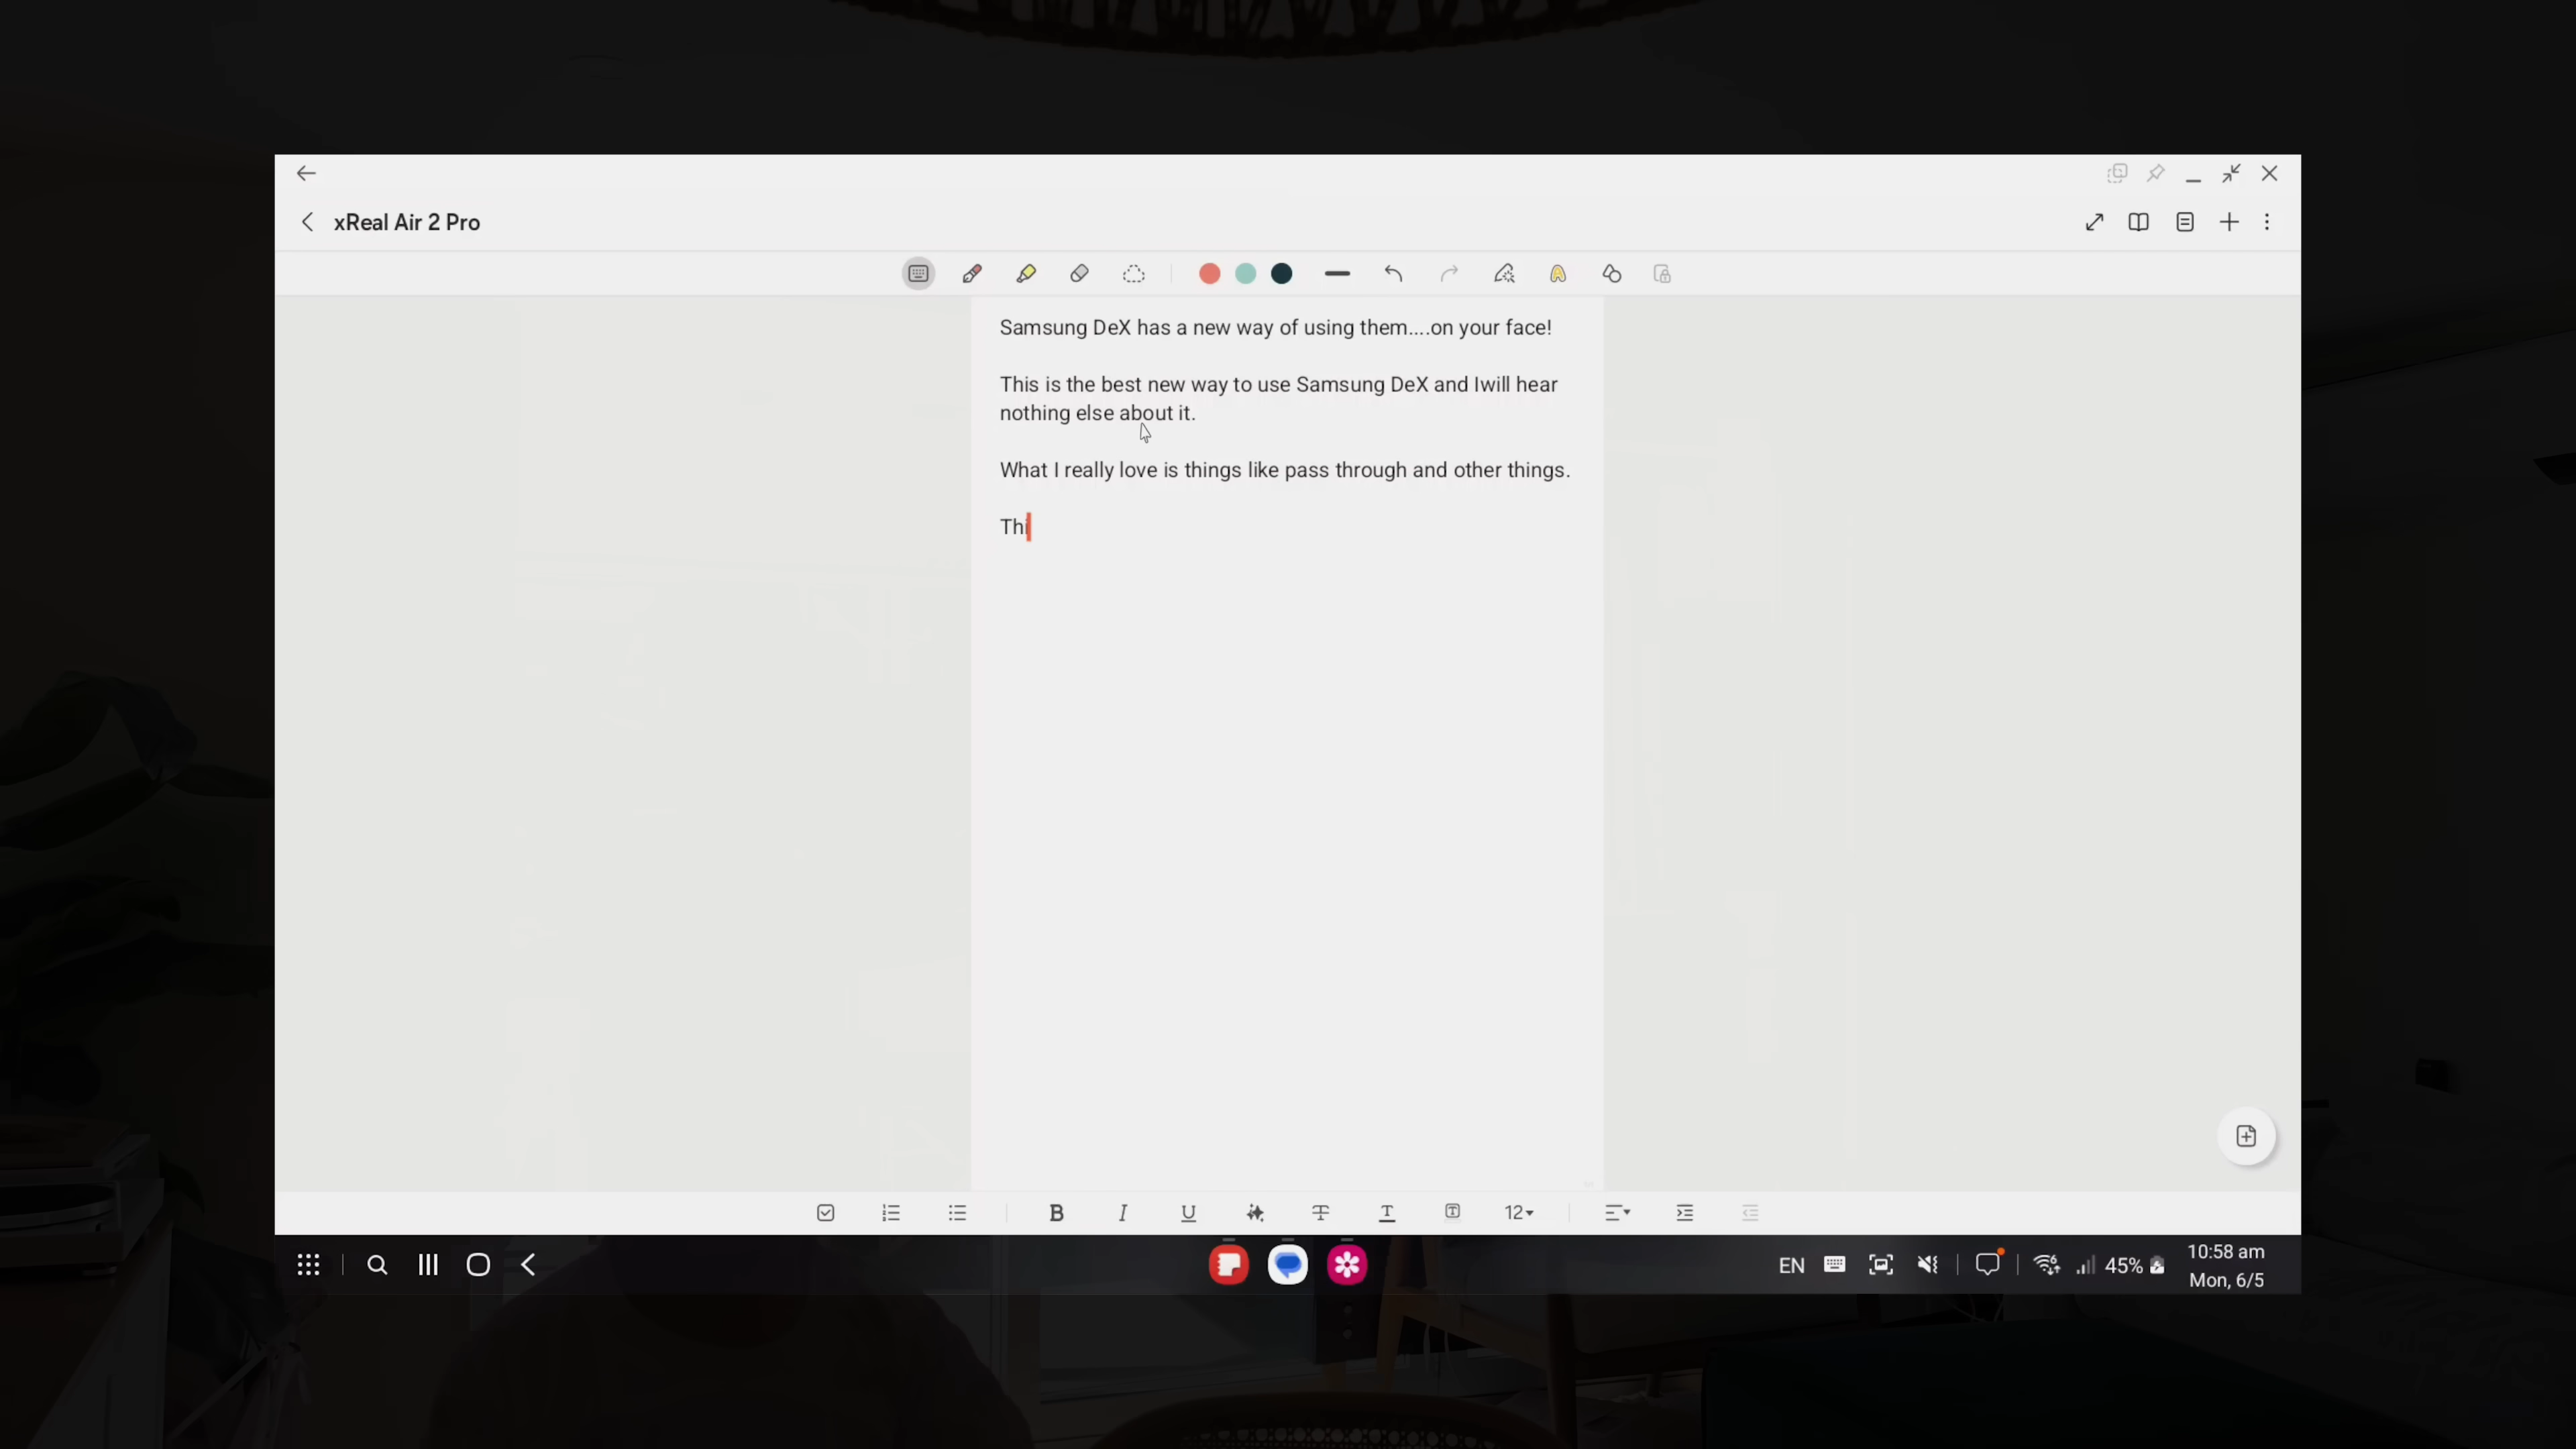 xReal Air 2 Pro
Samsung DeX has a new way of using them....on your face!
This is the best new way to use Samsung DeX and Iwill hear
nothing else about it.
What I really love is things like pass through and other things.
Thi
12
EN
45%
10:58 am
Mon, 6/5